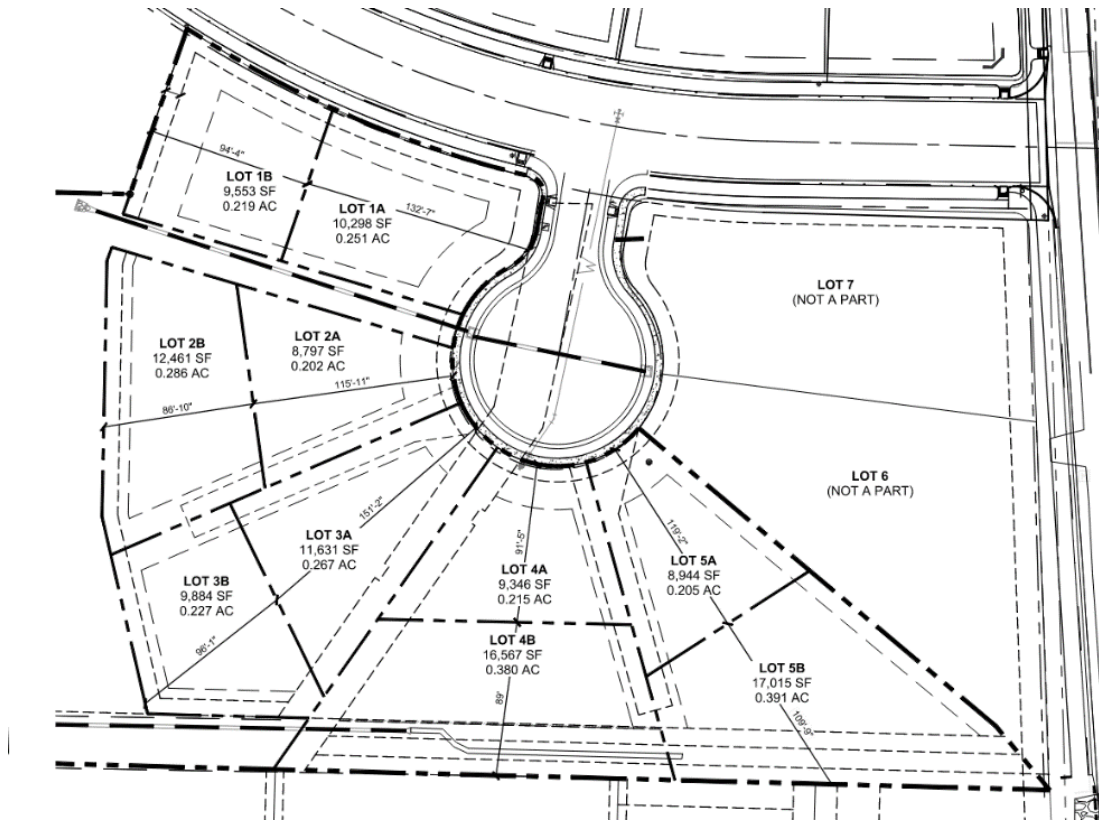 94'-4"
LOT 1B
9,553 SF
0.219 AC
132'-7"
LOT 1A
10,298 SF
0.251 AC
W
LOT 7
(NOT A PART)
LOT 2B
12,461 SF
0.286 AC
LOT 2A
8,797 SF
0.202 AC
115'-11"
86'-10"
LOT 6
(NOT A PART)
151'-2"
LOT 3A
11,631 SF
0.267 AC
91'-5"
119'-2"
LOT 3B
9,884 SF
0.227 AC
LOT 4A
9,346 SF
0.215 AC
LOT 5A
8,944 SF
0.205 AC
96'-1"
LOT 4B
16,567 SF
0.380 AC
LOT 5B
17,015 SF
0.391 AC
89'
109'-9"